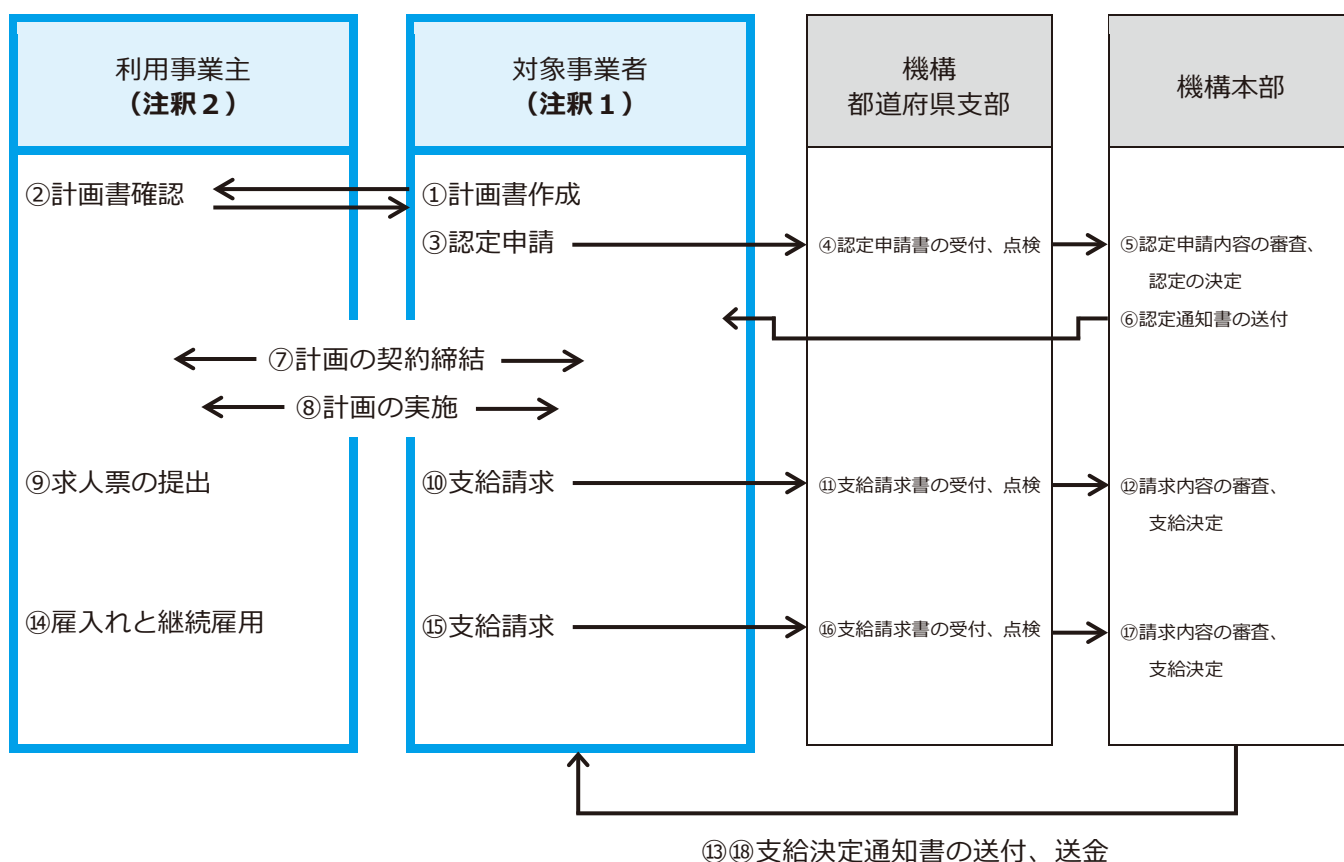 利用事業主
（注釈２）
対象事業者
（注釈１）
機構
都道府県支部
機構本部
②計画書確認
①計画書作成
③認定申請
④認定申請書の受付、点検
⑤認定申請内容の審査、
認定の決定
⑥認定通知書の送付
⑦計画の契約締結
⑧計画の実施
⑨求人票の提出
⑩支給請求
⑪支給請求書の受付、点検
⑫請求内容の審査、
支給決定
⑭雇入れと継続雇用
⑮支給請求
⑯支給請求書の受付、点検
⑰請求内容の審査、
支給決定
⑬⑱支給決定通知書の送付、送金